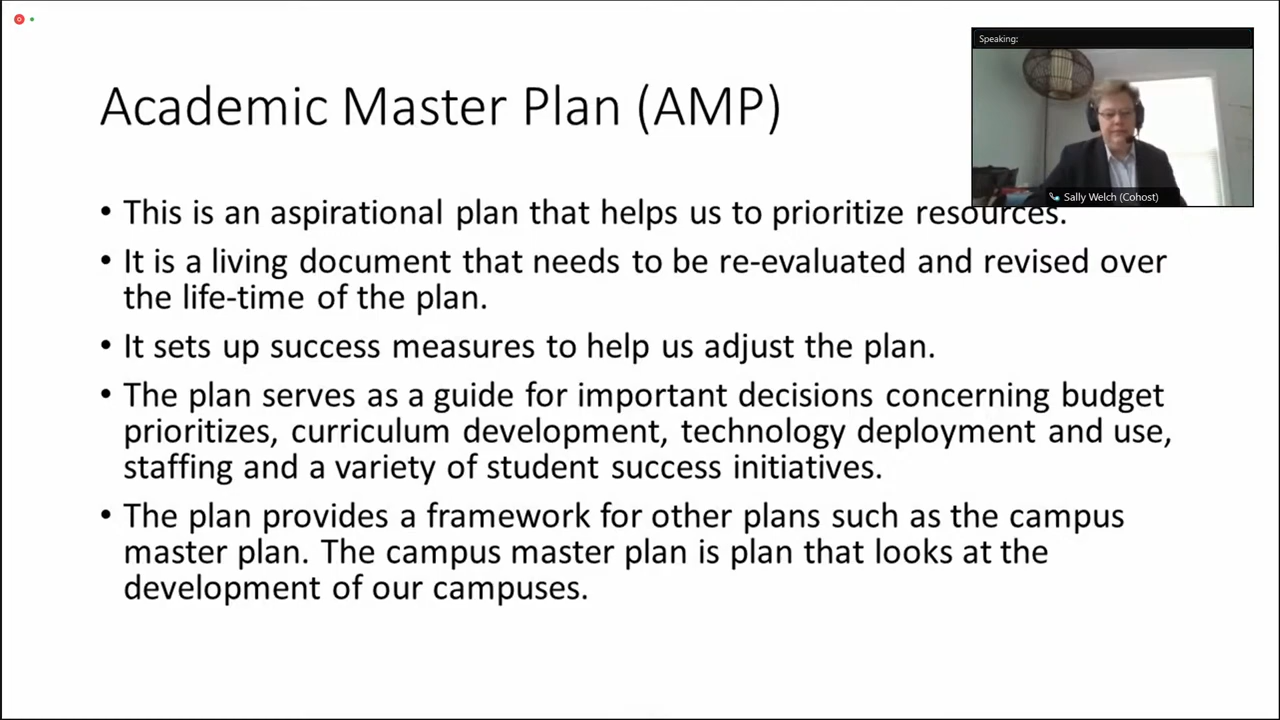 Speaking:
Sally Welch (Cohost)
Academic Master Plan (AMP)
• This is an aspirational plan that helps us to prioritize resources.
• It is a living document that needs to be re-evaluated and revised over
the life-time of the plan.
• It sets up success measures to help us adjust the plan.
• The plan serves as a guide for important decisions concerning budget
prioritizes, curriculum development, technology deployment and use,
staffing and a variety of student success initiatives.
• The plan provides a framework for other plans such as the campus
master plan. The campus master plan is plan that looks at the
development of our campuses.